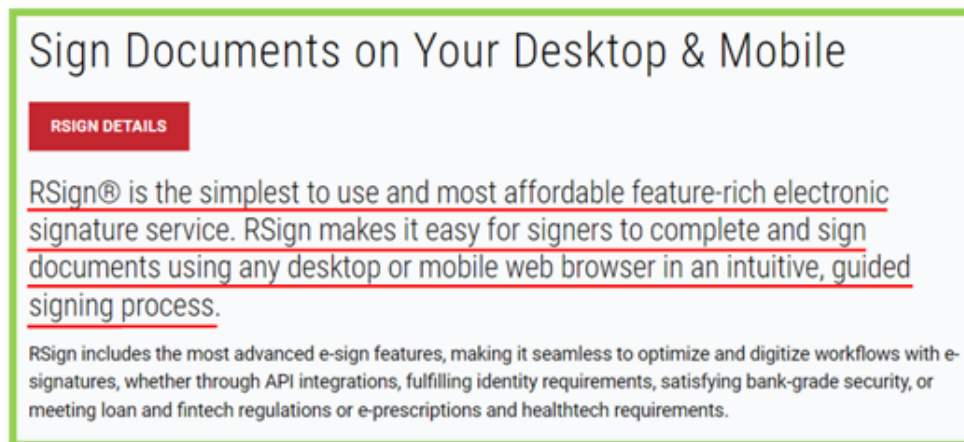 Sign Documents on Your Desktop & Mobile
RSIGN DETAILS
RSign® is the simplest to use and most affordable feature-rich electronic
signature service. RSign makes it easy for signers to complete and sign
documents using any desktop or mobile web browser in an intuitive, guided
signing process.
RSign includes the most advanced e-sign features, making it seamless to optimize and digitize workflows with e-
signatures, whether through API integrations, fulfilling identity requirements, satisfying bank-grade security, or
meeting loan and fintech regulations or e-prescriptions and healthtech requirements.